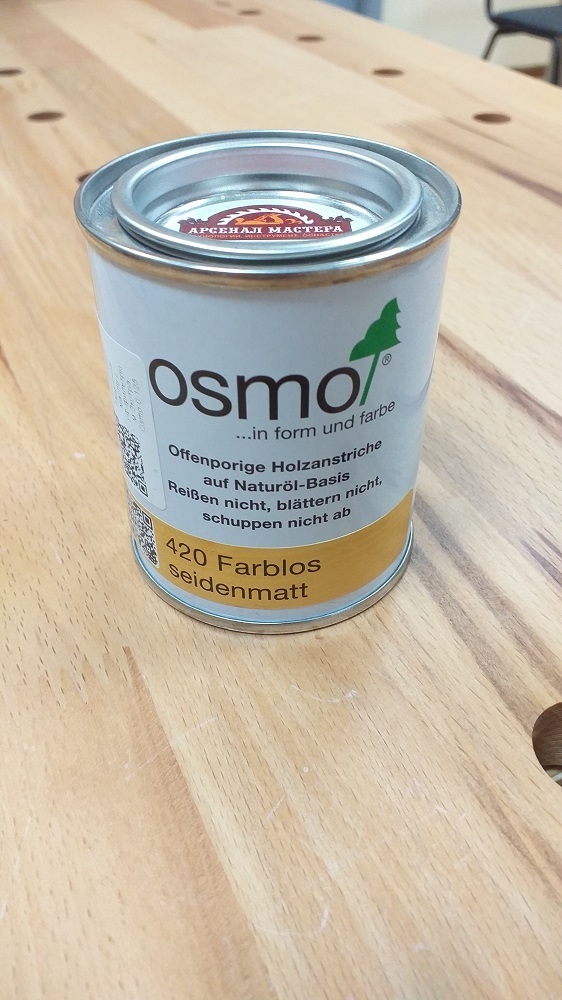 АРСЕНАЛ МАСТЕРА
osmo®
...in form und farbe
Offenporige Holzanstriche
auf Naturöl-Basis
Reißen nicht, blättern nicht,
schuppen nicht ab
420 Farblos
seidenmatt